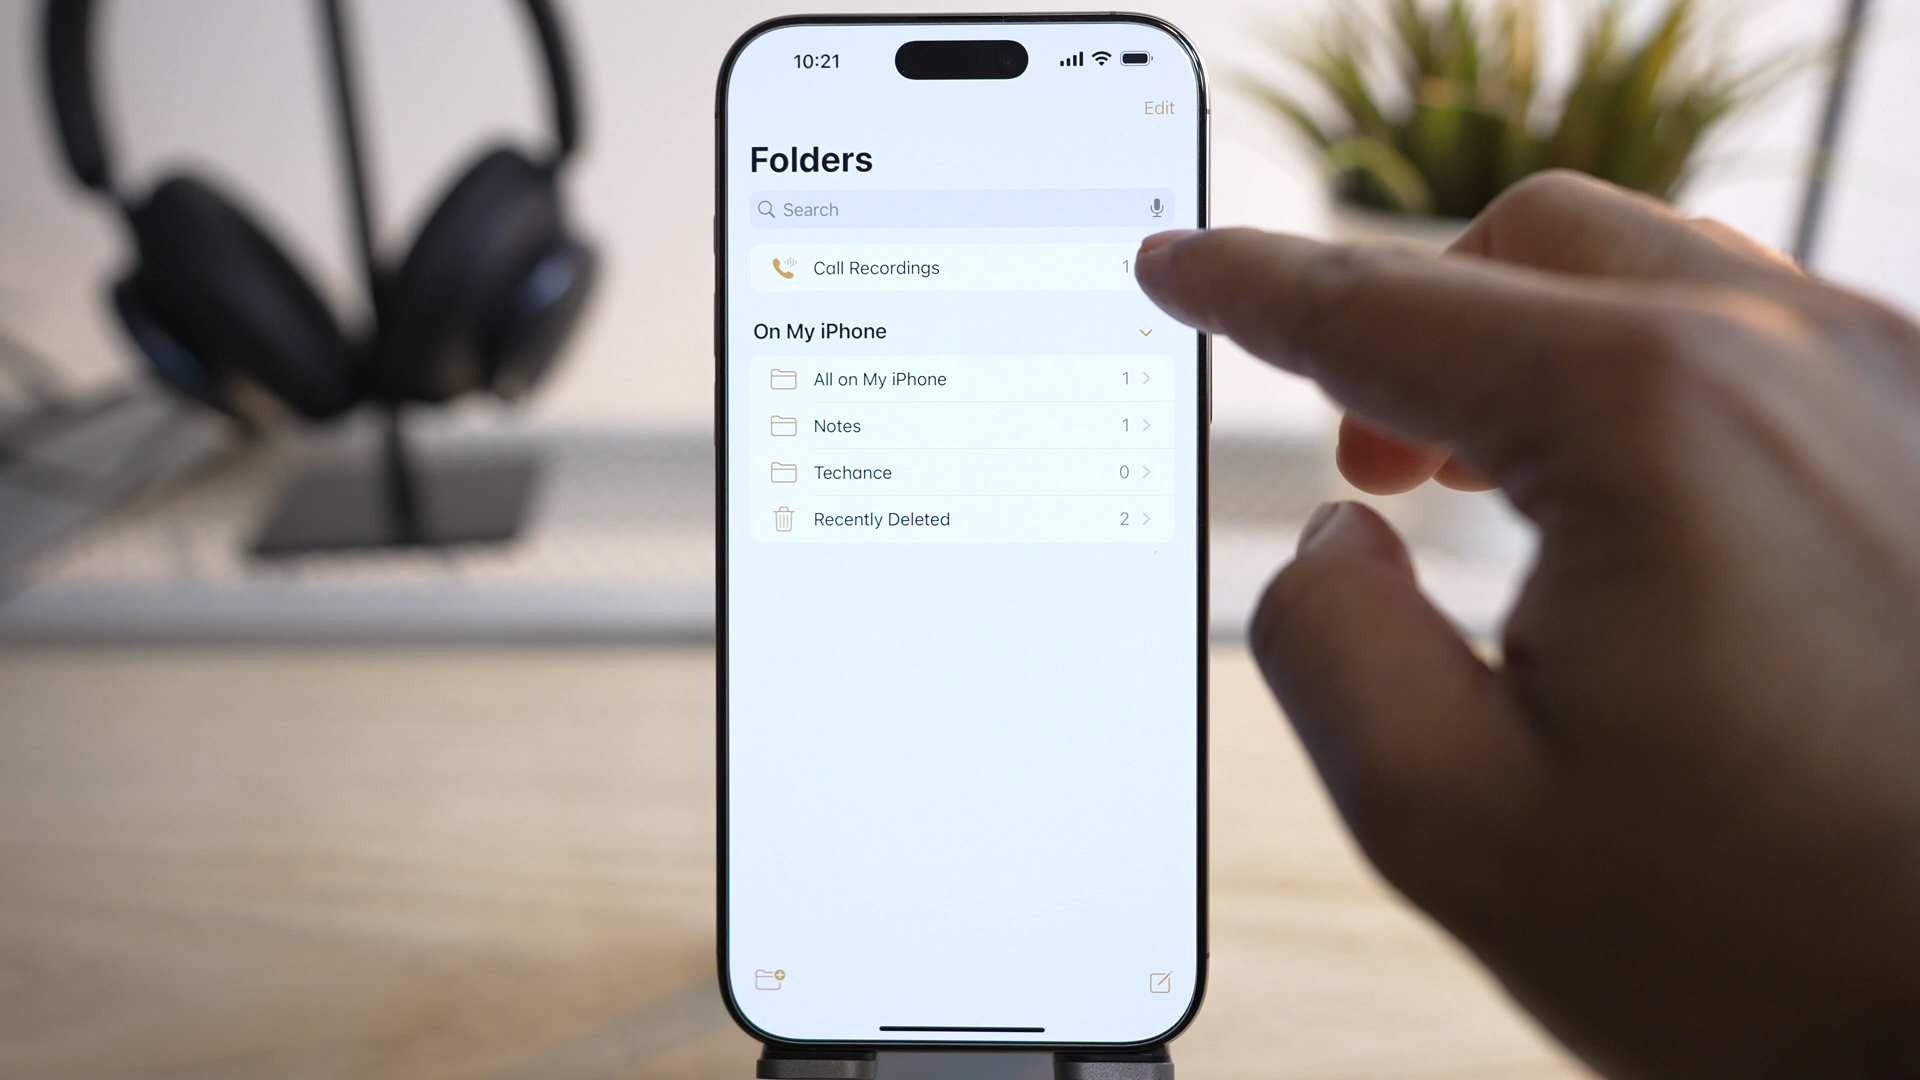 10:21
Edit
Folders
Search
Call Recordings 1
On My iPhone
All on My iPhone 1
Notes 1
Techance 0
Recently Deleted 2